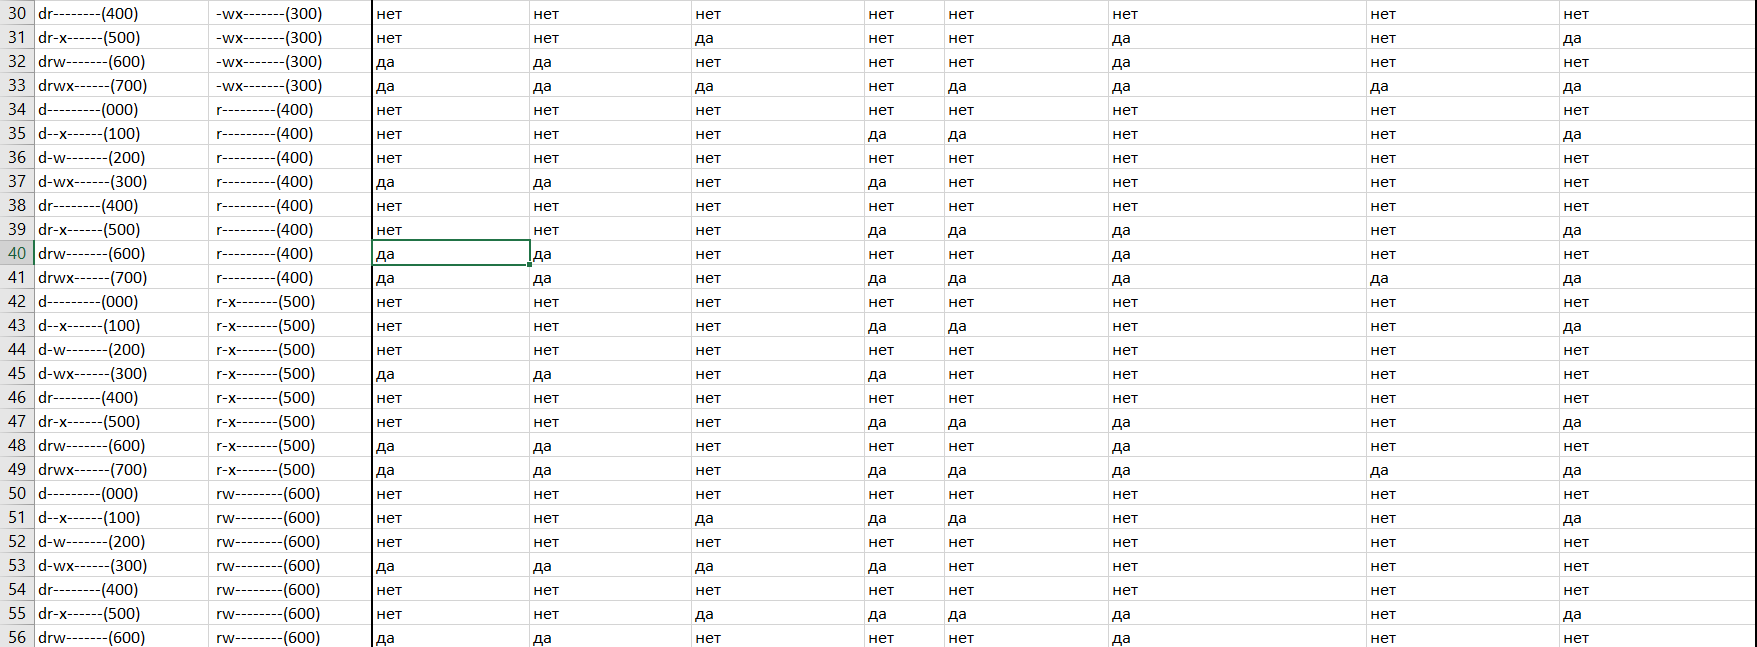 30 dr--------(400) -wx-------(300) нет нет нет нет нет нет нет нет
31 dr-x------(500) -wx-------(300) нет нет да нет нет да нет да
32 drw-------(600) -wx-------(300) да да нет нет нет да нет нет
33 drwx------(700) -wx-------(300) да да да нет да да да да
34 d---------(000) r---------(400) нет нет нет нет нет нет нет нет
35 d--x------(100) r---------(400) нет нет нет да да нет нет да
36 d-w-------(200) r---------(400) нет нет нет нет нет нет нет нет
37 d-wx------(300) r---------(400) да да нет да нет нет нет нет
38 dr--------(400) r---------(400) нет нет нет нет нет нет нет нет
39 dr-x------(500) r---------(400) нет нет нет да да да нет да
40 drw-------(600) r---------(400) да да нет нет нет да нет нет
41 drwx------(700) r---------(400) да да нет да да да да да
42 d---------(000) r-x-------(500) нет нет нет нет нет нет нет нет
43 d--x------(100) r-x-------(500) нет нет нет да да нет нет да
44 d-w-------(200) r-x-------(500) нет нет нет нет нет нет нет нет
45 d-wx------(300) r-x-------(500) да да нет да нет нет нет нет
46 dr--------(400) r-x-------(500) нет нет нет нет нет нет нет нет
47 dr-x------(500) r-x-------(500) нет нет нет да да да нет да
48 drw-------(600) r-x-------(500) да да нет нет нет да нет нет
49 drwx------(700) r-x-------(500) да да нет да да да да да
50 d---------(000) rw--------(600) нет нет нет нет нет нет нет нет
51 d--x------(100) rw--------(600) нет нет да да да нет нет да
52 d-w-------(200) rw--------(600) нет нет нет нет нет нет нет нет
53 d-wx------(300) rw--------(600) да да да да нет нет нет нет
54 dr--------(400) rw--------(600) нет нет нет нет нет нет нет нет
55 dr-x------(500) rw--------(600) нет нет да да да да нет да
56 drw-------(600) rw--------(600) да да нет нет нет да нет нет